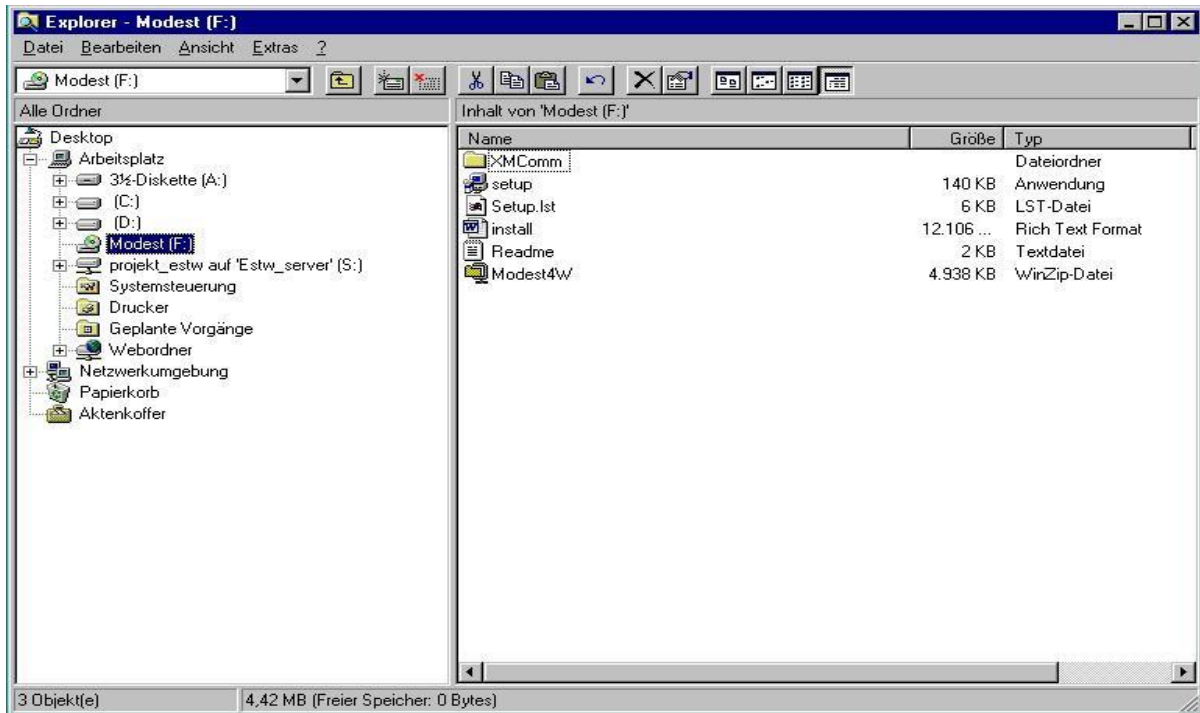 Explorer - Modest (F:)
Datei Bearbeiten Ansicht Extras ?
Modest (F:)
Alle Ordner
Inhalt von 'Modest (F:)'
Desktop
Arbeitsplatz
3½-Diskette (A:)
(C:)
(D:)
Modest (F:)
projekt_estw auf 'Estw_server' (S:)
Systemsteuerung
Drucker
Geplante Vorgänge
Webordner
Netzwerkumgebung
Papierkorb
Aktenkoffer
Name Größe Typ
XMComm Dateiordner
setup 140 KB Anwendung
Setup.lst 6 KB LST-Datei
install 12.106 ... Rich Text Format
Readme 2 KB Textdatei
Modest4W 4.938 KB WinZip-Datei
3 Objekt(e) 4,42 MB (Freier Speicher: 0 Bytes)